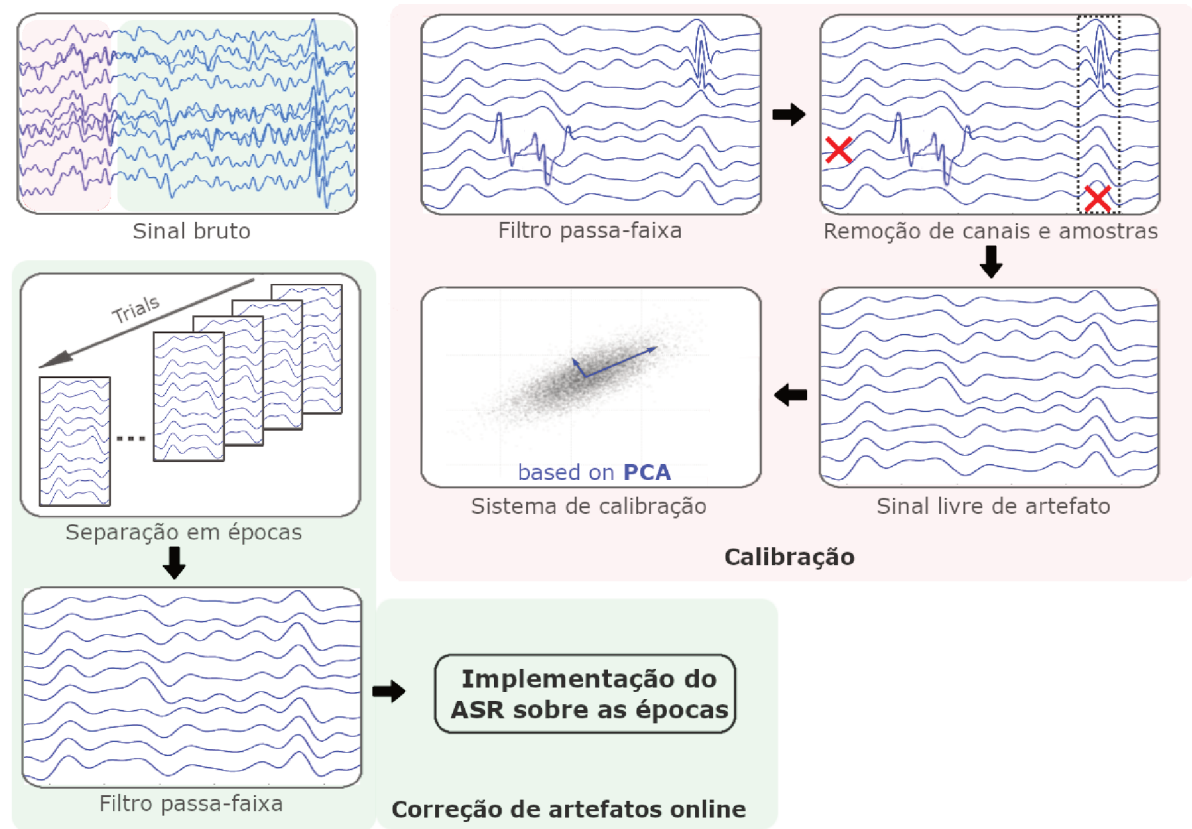 Sinal bruto
Filtro passa-faixa
Remoção de canais e amostras
based on PCA
Sistema de calibração
Sinal livre de artefato
Calibração
Trials
Separação em épocas
Filtro passa-faixa
Implementação do
ASR sobre as épocas
Correção de artefatos online